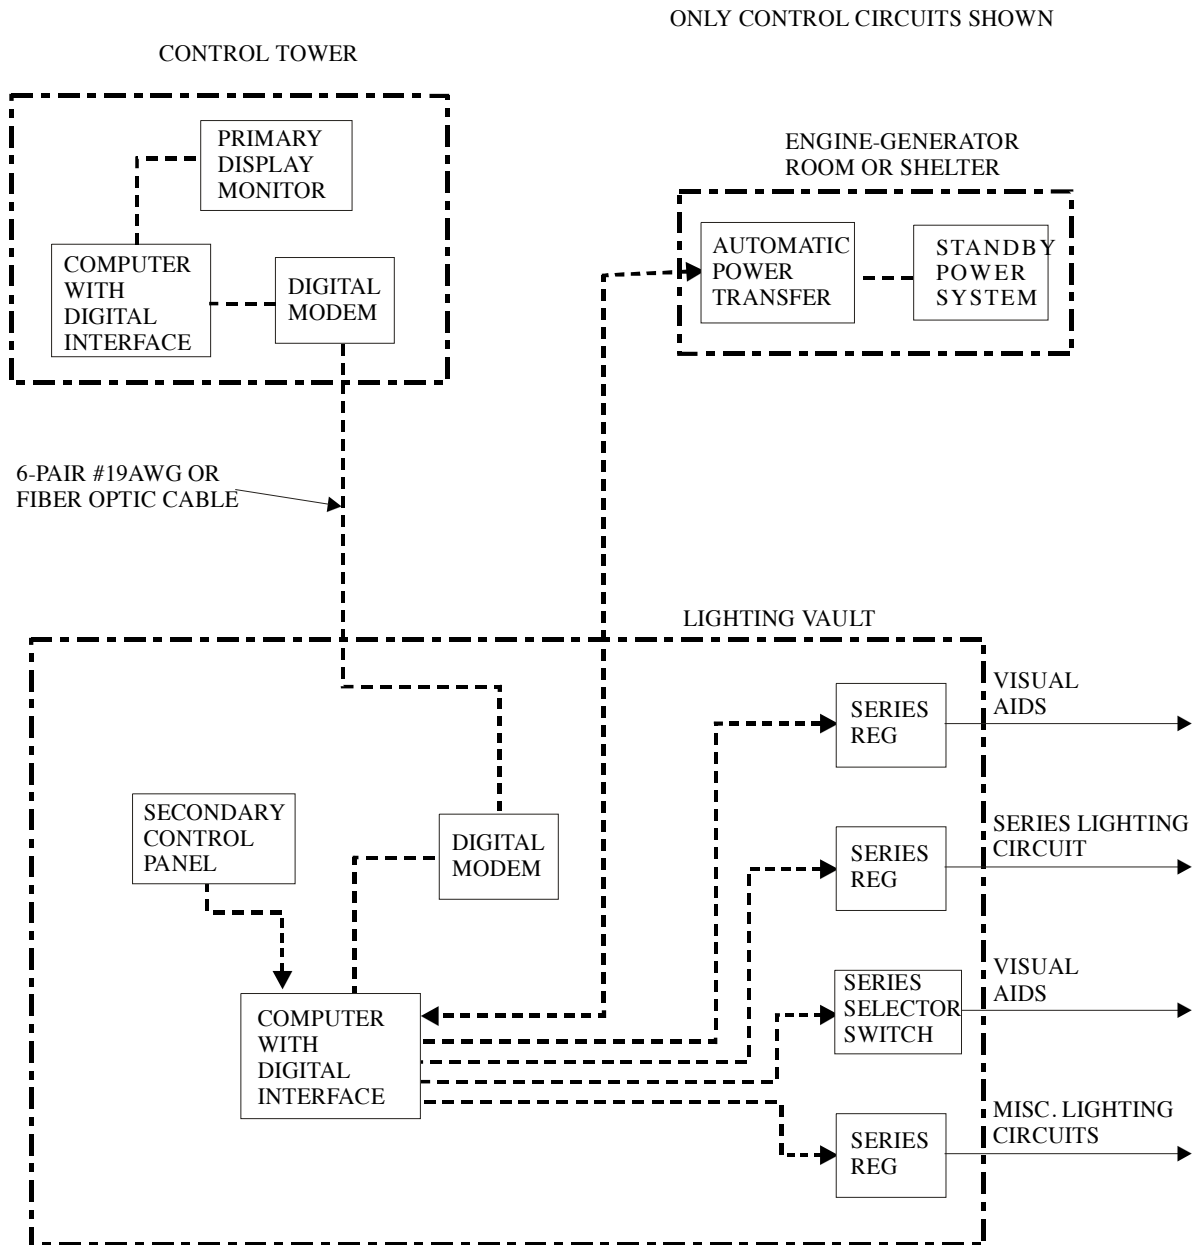 ONLY CONTROL CIRCUITS SHOWN
CONTROL TOWER
PRIMARY
DISPLAY
MONITOR
COMPUTER
WITH
DIGITAL
INTERFACE
DIGITAL
MODEM
ENGINE-GENERATOR
ROOM OR SHELTER
AUTOMATIC
POWER
TRANSFER
STANDBY
POWER
SYSTEM
6-PAIR #19AWG OR
FIBER OPTIC CABLE
LIGHTING VAULT
SERIES
REG
VISUAL
AIDS
SECONDARY
CONTROL
PANEL
DIGITAL
MODEM
SERIES
REG
SERIES LIGHTING
CIRCUIT
COMPUTER
WITH
DIGITAL
INTERFACE
SERIES
SELECTOR
SWITCH
VISUAL
AIDS
SERIES
REG
MISC. LIGHTING
CIRCUITS